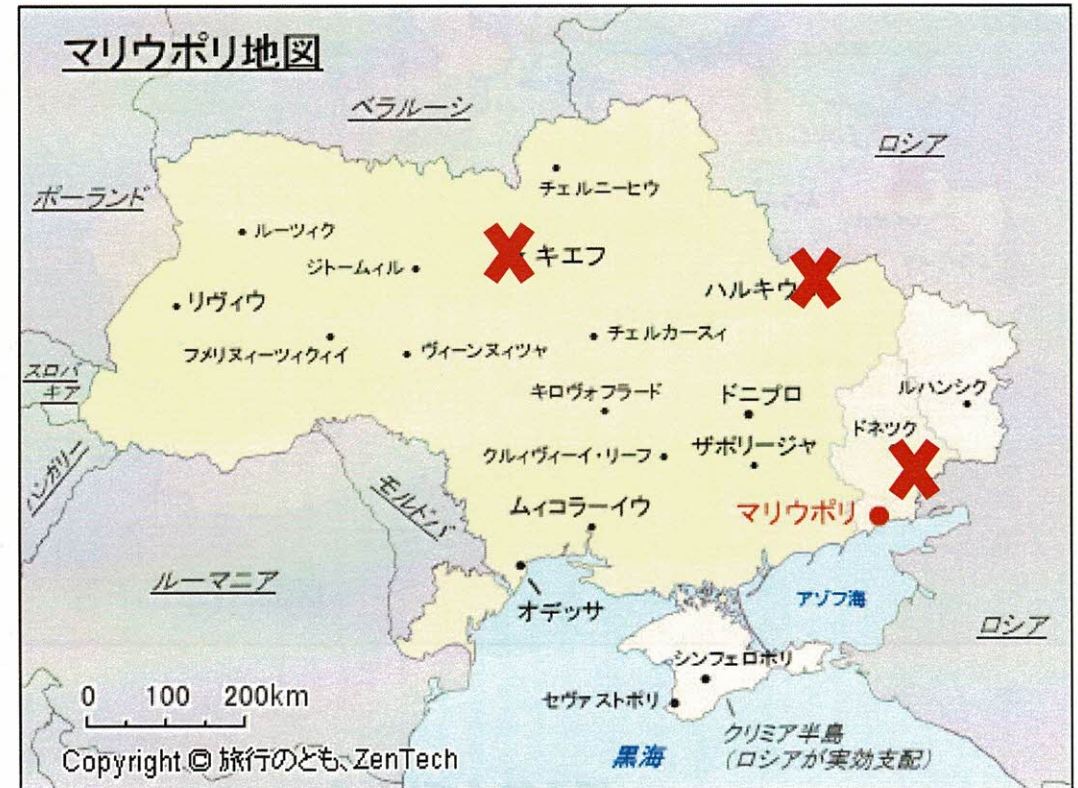 マリウポリ地図
ベラルーシ
ロシア
ポーランド
チェルニーヒウ
ルーツィク
キエフ
ジトームィル
ハルキウ
リヴィウ
チェルカースィ
フメリヌィーツィクィイ
ヴィーンヌィツャ
スロバ
キア
キロヴォフラード
ドニプロ
ルハンシク
ドネツク
クルィヴィーイ・リーフ
ザポリージャ
ハンガリー
モルドバ
ムィコラーイウ
マリウポリ
ルーマニア
オデッサ
アゾフ海
ロシア
シンフェロポリ
セヴァストポリ
0 100 200km
クリミア半島
(ロシアが実効支配)
黒海
Copyright © 旅行のとも、ZenTech